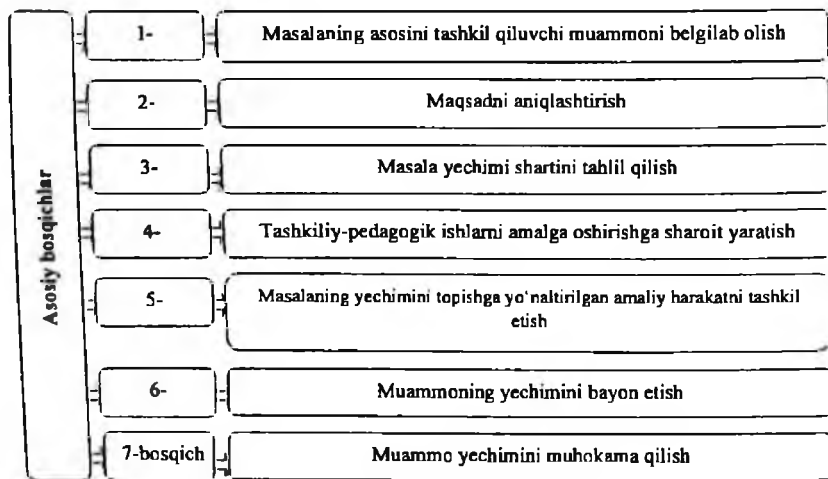 Asosiy bosqichlar
1-
Masalaning asosini tashkil qiluvchi muammoni belgilab olish
2-
Maqsadni aniqlashtirish
3-
Masala yechimi shartini tahlil qilish
4-
Tashkiliy-pedagogik ishlarni amalga oshirishga sharoit yaratish
5-
Masalaning yechimini topishga yo‘naltirilgan amaliy harakatni tashkil
etish
6-
Muammoning yechimini bayon etish
7-bosqich
Muammo yechimini muhokama qilish